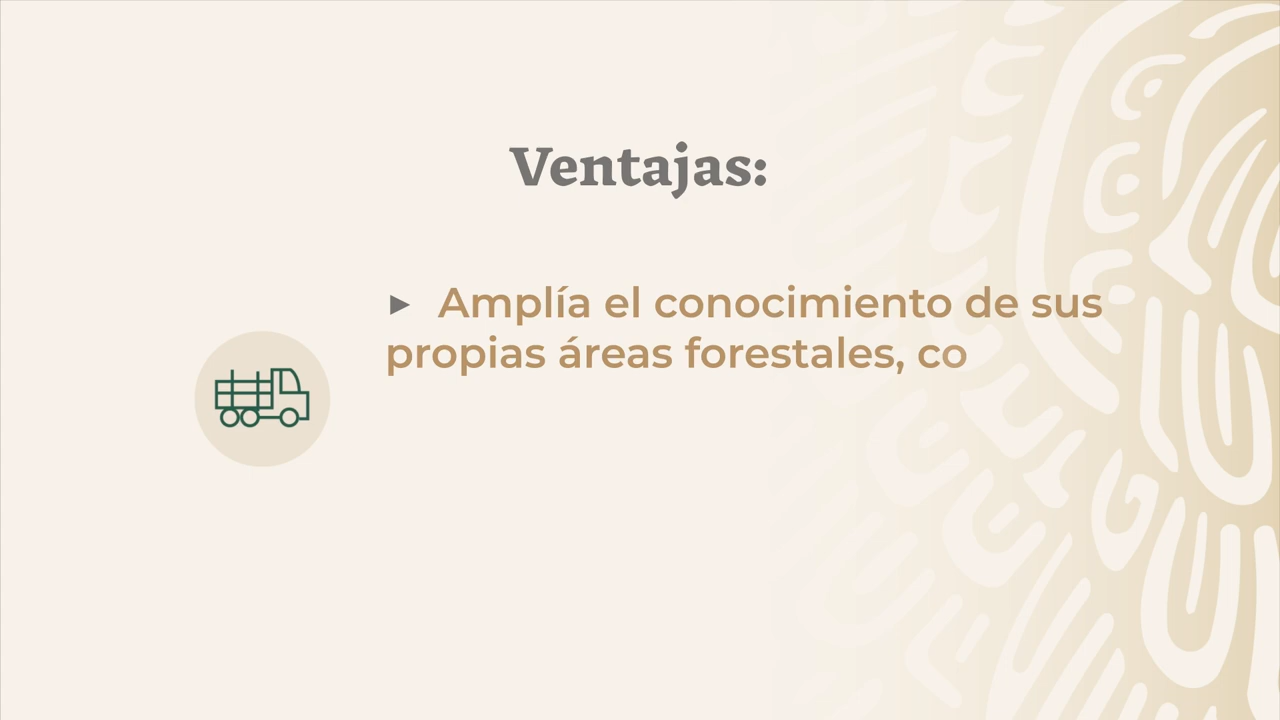 Ventajas:
► Amplía el conocimiento de sus
propias áreas forestales, co